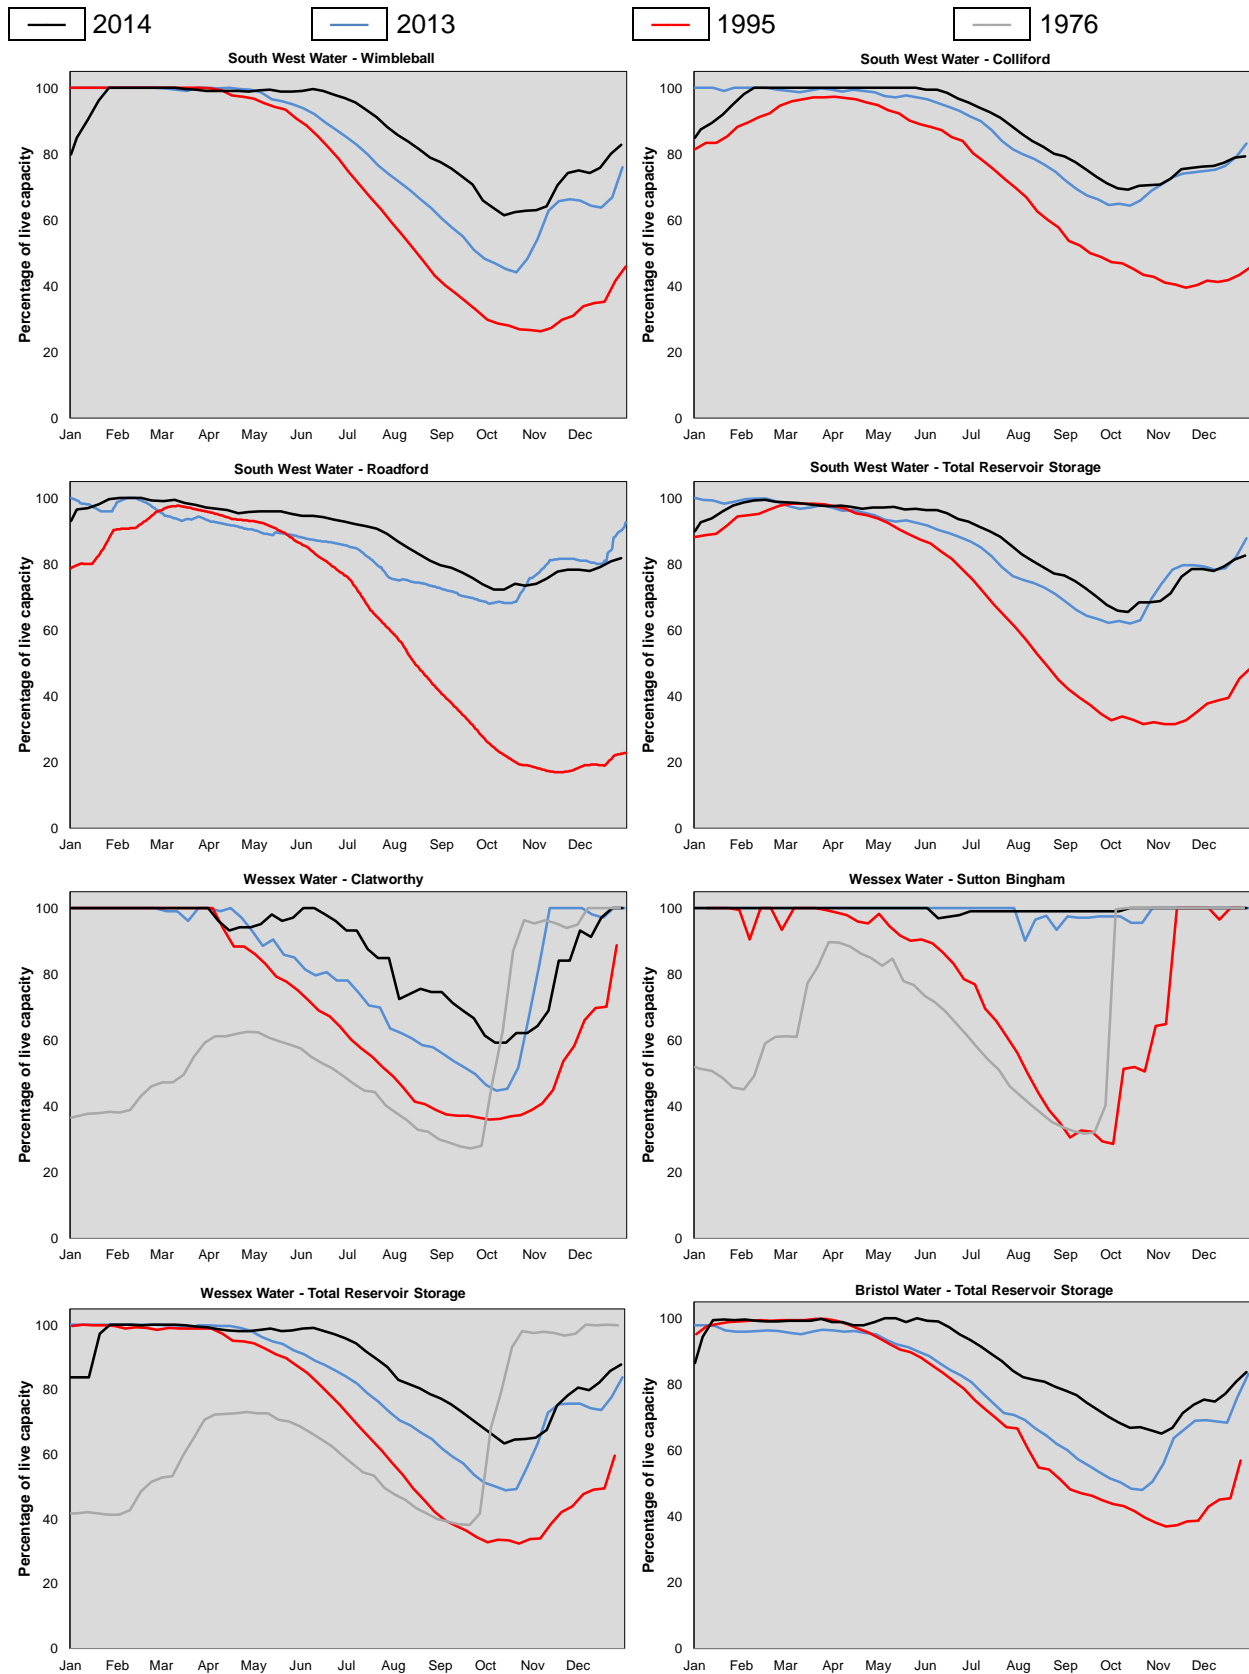 2014 2013 1995 1976
South West Water - Wimbleball
Percentage of live capacity
100
80
60
40
20
0
Jan Feb Mar Apr May Jun Jul Aug Sep Oct Nov Dec
South West Water - Colliford
Percentage of live capacity
100
80
60
40
20
0
Jan Feb Mar Apr May Jun Jul Aug Sep Oct Nov Dec
South West Water - Roadford
Percentage of live capacity
100
80
60
40
20
0
Jan Feb Mar Apr May Jun Jul Aug Sep Oct Nov Dec
South West Water - Total Reservoir Storage
Percentage of live capacity
100
80
60
40
20
0
Jan Feb Mar Apr May Jun Jul Aug Sep Oct Nov Dec
Wessex Water - Clatworthy
Percentage of live capacity
100
80
60
40
20
0
Jan Feb Mar Apr May Jun Jul Aug Sep Oct Nov Dec
Wessex Water - Sutton Bingham
Percentage of live capacity
100
80
60
40
20
0
Jan Feb Mar Apr May Jun Jul Aug Sep Oct Nov Dec
Wessex Water - Total Reservoir Storage
Percentage of live capacity
100
80
60
40
20
0
Jan Feb Mar Apr May Jun Jul Aug Sep Oct Nov Dec
Bristol Water - Total Reservoir Storage
Percentage of live capacity
100
80
60
40
20
0
Jan Feb Mar Apr May Jun Jul Aug Sep Oct Nov Dec